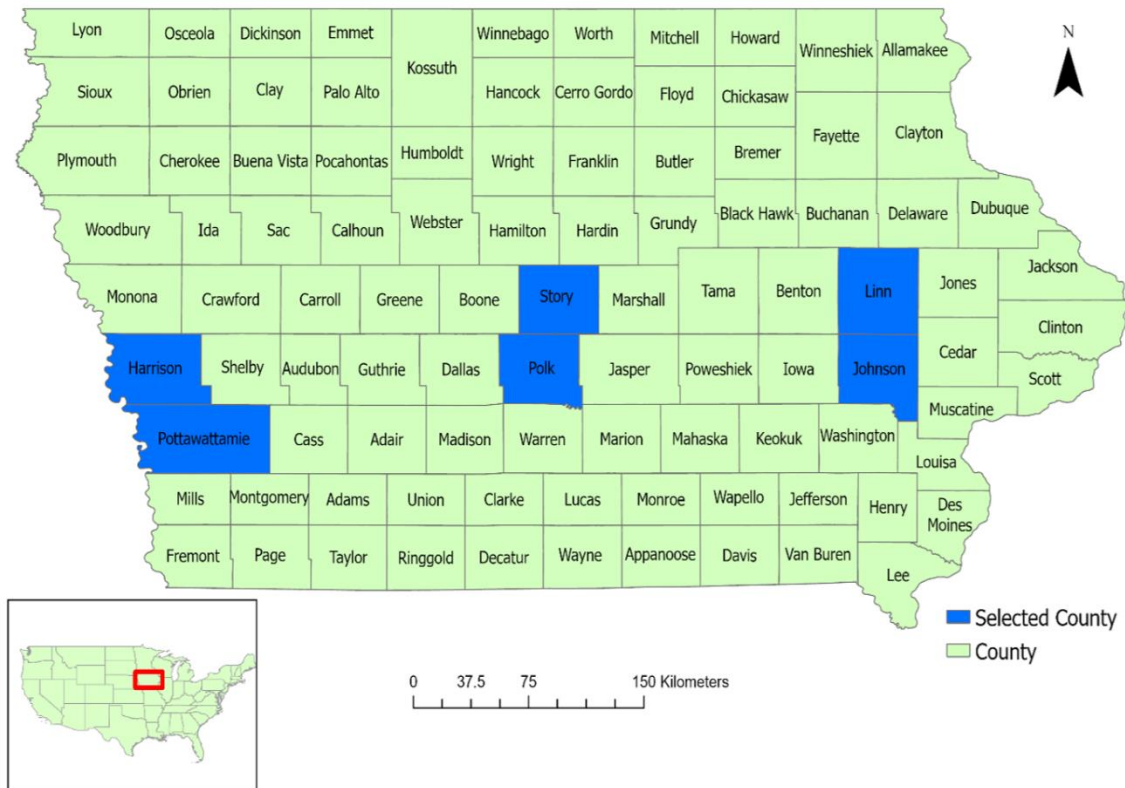 Lyon Osceola Dickinson Emmet Kossuth Winnebago Worth Mitchell Howard Winneshiek Allamakee
N
Sioux Obrien Clay Palo Alto Hancock Cerro Gordo Floyd Chickasaw
Plymouth Cherokee Buena Vista Pocahontas Humboldt Wright Franklin Butler Bremer Fayette Clayton
Woodbury Ida Sac Calhoun Webster Hamilton Hardin Grundy Black Hawk Buchanan Delaware Dubuque
Monona Crawford Carroll Greene Boone Story Marshall Tama Benton Linn Jones Jackson
Clinton
Harrison Shelby Audubon Guthrie Dallas Polk Jasper Poweshiek Iowa Johnson Cedar Scott
Muscatine
Pottawattamie Cass Adair Madison Warren Marion Mahaska Keokuk Washington
Louisa
Mills Montgomery Adams Union Clarke Lucas Monroe Wapello Jefferson Henry Des
Moines
Fremont Page Taylor Ringgold Decatur Wayne Appanoose Davis Van Buren Lee
Selected County
County
0 37.5 75 150 Kilometers